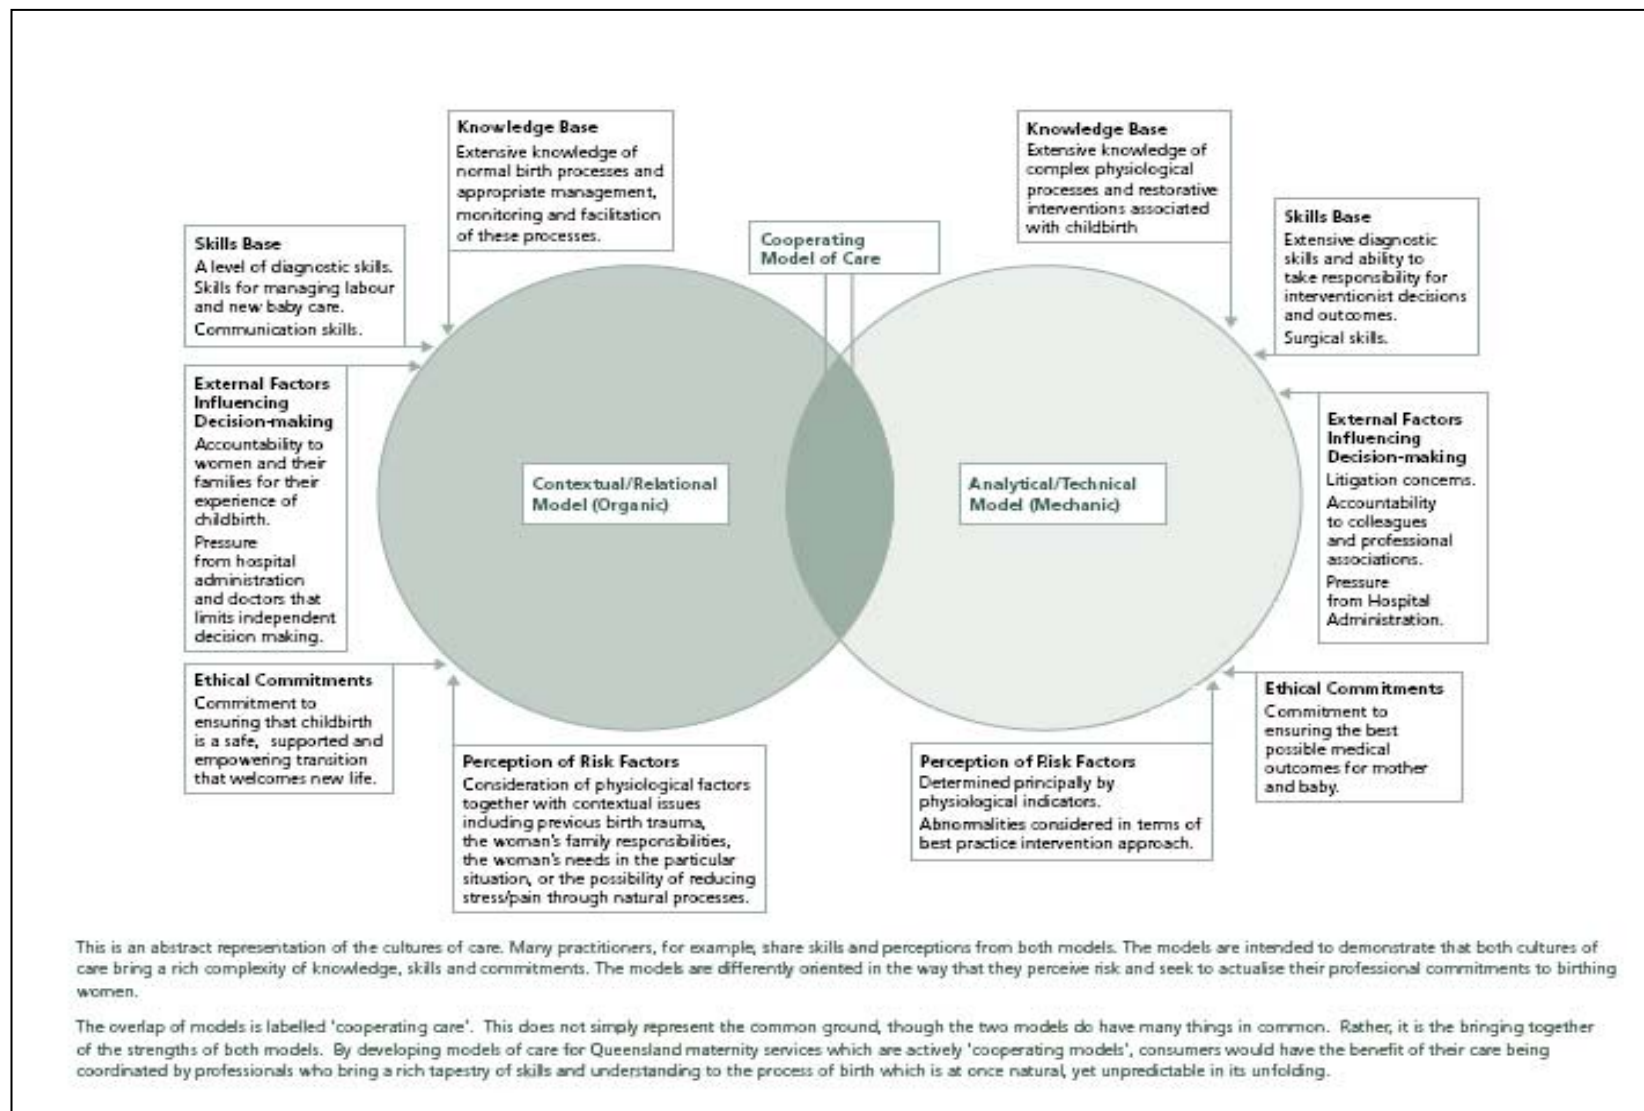 Knowledge Base
Extensive knowledge of
normal birth processes and
appropriate management,
monitoring and facilitation
of these processes.
Knowledge Base
Extensive knowledge of
complex physiological
processes and restorative
interventions associated
with childbirth
Cooperating
Model of Care
Skills Base
A level of diagnostic skills.
Skills for managing labour
and new baby care.
Communication skills.
Skills Base
Extensive diagnostic
skills and ability to
take responsibility for
interventionist decisions
and outcomes.
Surgical skills.
External Factors
Influencing
Decision-making
Accountability to
women and their
families for their
experience of
childbirth.
Pressure
from hospital
administration
and doctors that
limits independent
decision making.
Contextual/Relational
Model (Organic)
Analytical/Technical
Model (Mechanic)
External Factors
Influencing
Decision-making
Litigation concerns.
Accountability
to colleagues
and professional
associations.
Pressure
from Hospital
Administration.
Ethical Commitments
Commitment to
ensuring that childbirth
is a safe, supported and
empowering transition
that welcomes new life.
Perception of Risk Factors
Consideration of physiological factors
together with contextual issues
including previous birth trauma,
the woman's family responsibilities,
the woman's needs in the particular
situation, or the possibility of reducing
stress/pain through natural processes.
Perception of Risk Factors
Determined principally by
physiological indicators.
Abnormalities considered in terms of
best practice intervention approach.
Ethical Commitments
Commitment to
ensuring the best
possible medical
outcomes for mother
and baby.
This is an abstract representation of the cultures of care. Many practitioners, for example, share skills and perceptions from both models. The models are intended to demonstrate that both cultures of
care bring a rich complexity of knowledge, skills and commitments. The models are differently oriented in the way that they perceive risk and seek to actualise their professional commitments to birthing
women.
The overlap of models is labelled 'cooperating care'. This does not simply represent the common ground, though the two models do have many things in common. Rather, it is the bringing together
of the strengths of both models. By developing models of care for Queensland maternity services which are actively 'cooperating models', consumers would have the benefit of their care being
coordinated by professionals who bring a rich tapestry of skills and understanding to the process of birth which is at once natural, yet unpredictable in its unfolding.